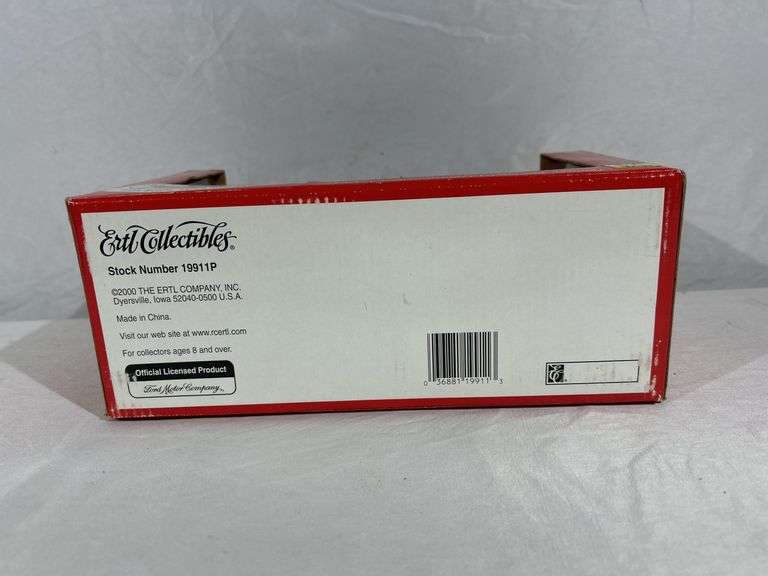 Ertl Collectibles®
Stock Number 19911P
©2000 THE ERTL COMPANY, INC.
Dyersville, Iowa 52040-0500 U.S.A.
Made in China.
Visit our web site at www.rcertl.com
For collectors ages 8 and over.
Official Licensed Product
Ford Motor Company
0 36881 19911 3
EC